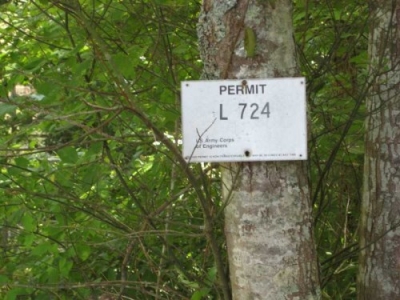 PERMIT
L 724
U.S. Army Corps
of Engineers